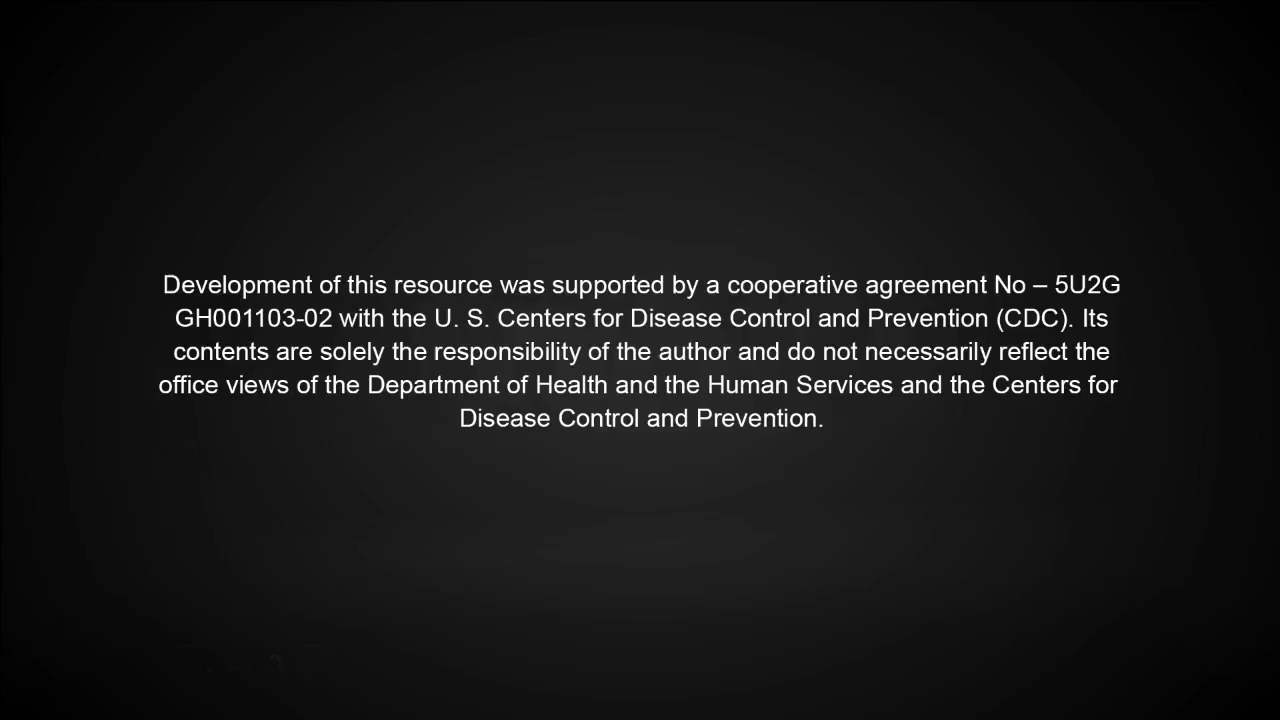 Development of this resource was supported by a cooperative agreement No – 5U2G
GH001103-02 with the U. S. Centers for Disease Control and Prevention (CDC). Its
contents are solely the responsibility of the author and do not necessarily reflect the
office views of the Department of Health and the Human Services and the Centers for
Disease Control and Prevention.